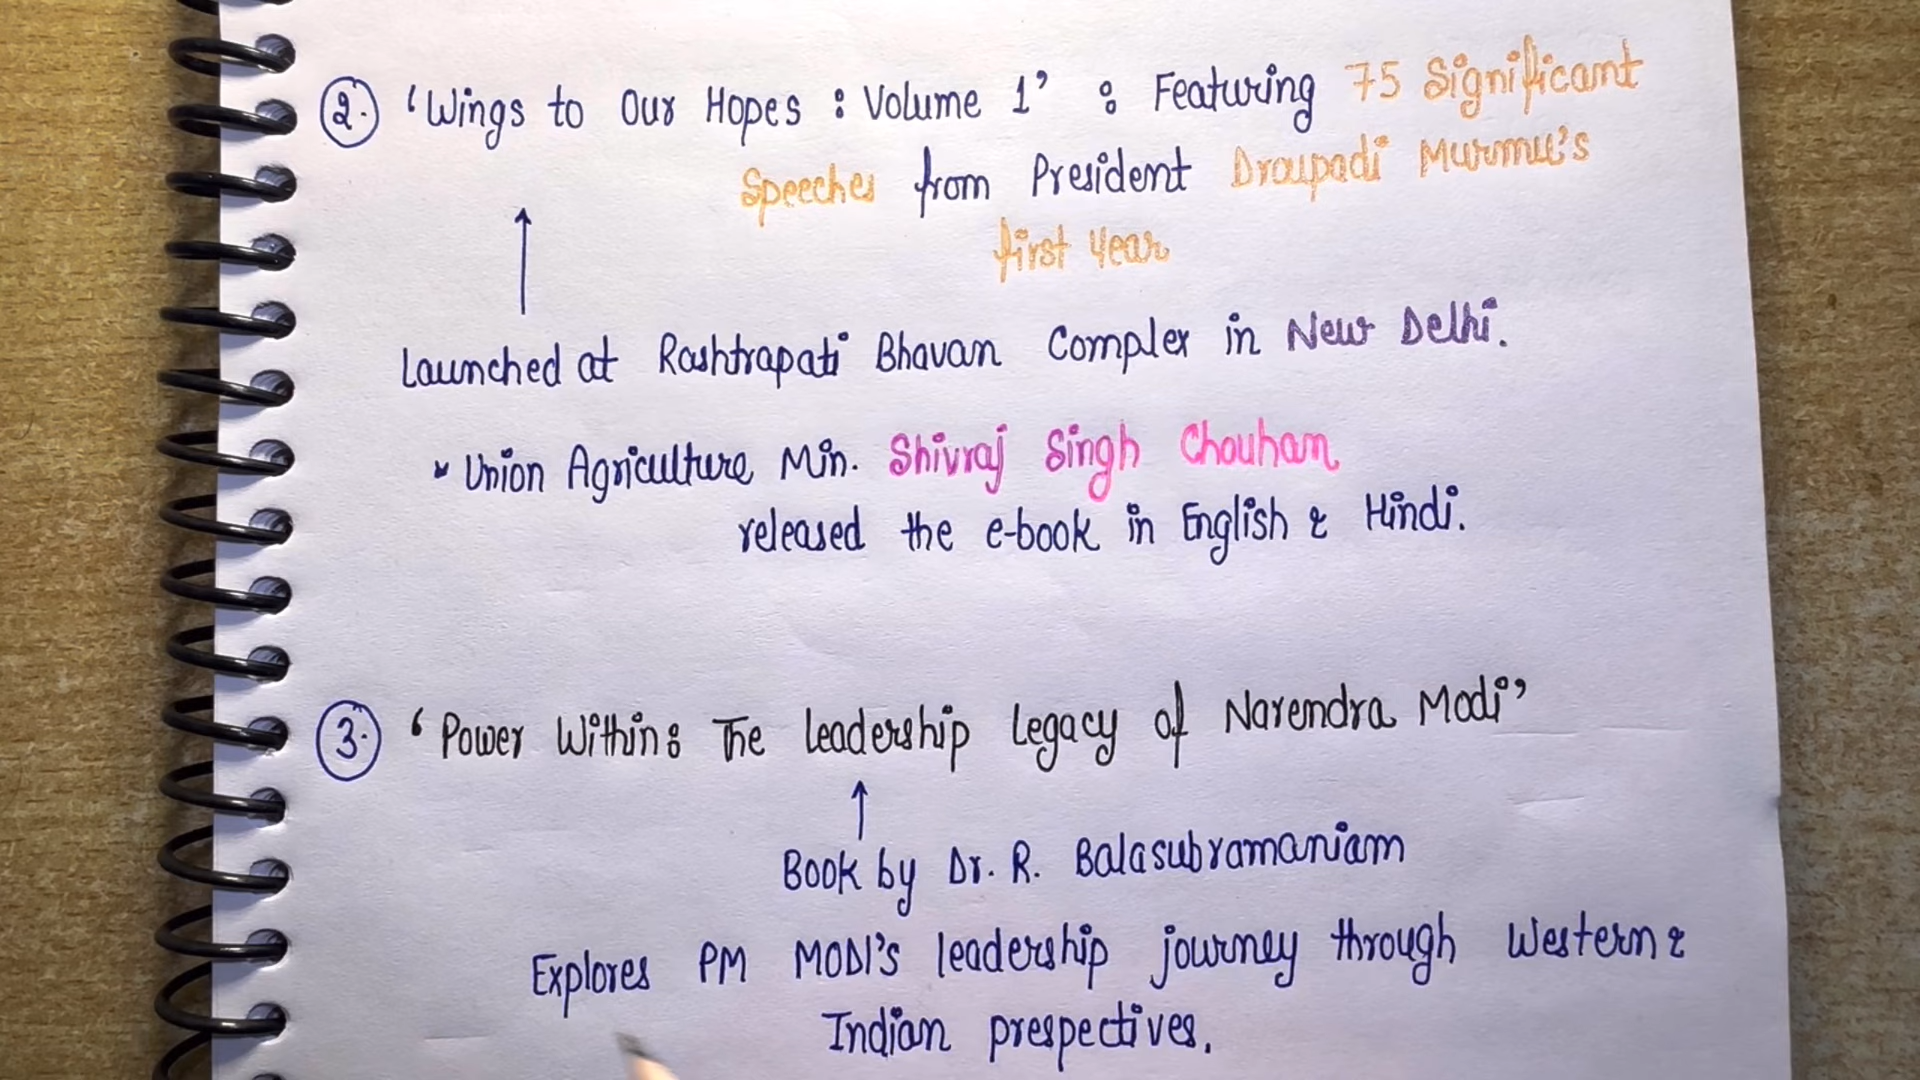 2. 'Wings to Our Hopes : Volume 1' : Featuring 75 Significant
Speeches from President Draupadi Murmu's
first Year
Launched at Rashtrapati Bhavan Complex in New Delhi.
Union Agriculture Min. Shivraj Singh Chouhan
released the e-book in English & Hindi.
3. 'Power Within: The Leadership Legacy of Narendra Modi'
Book by Dr. R. Balasubramaniam
Explores PM MODI's leadership journey through Western &
Indian prespectives.